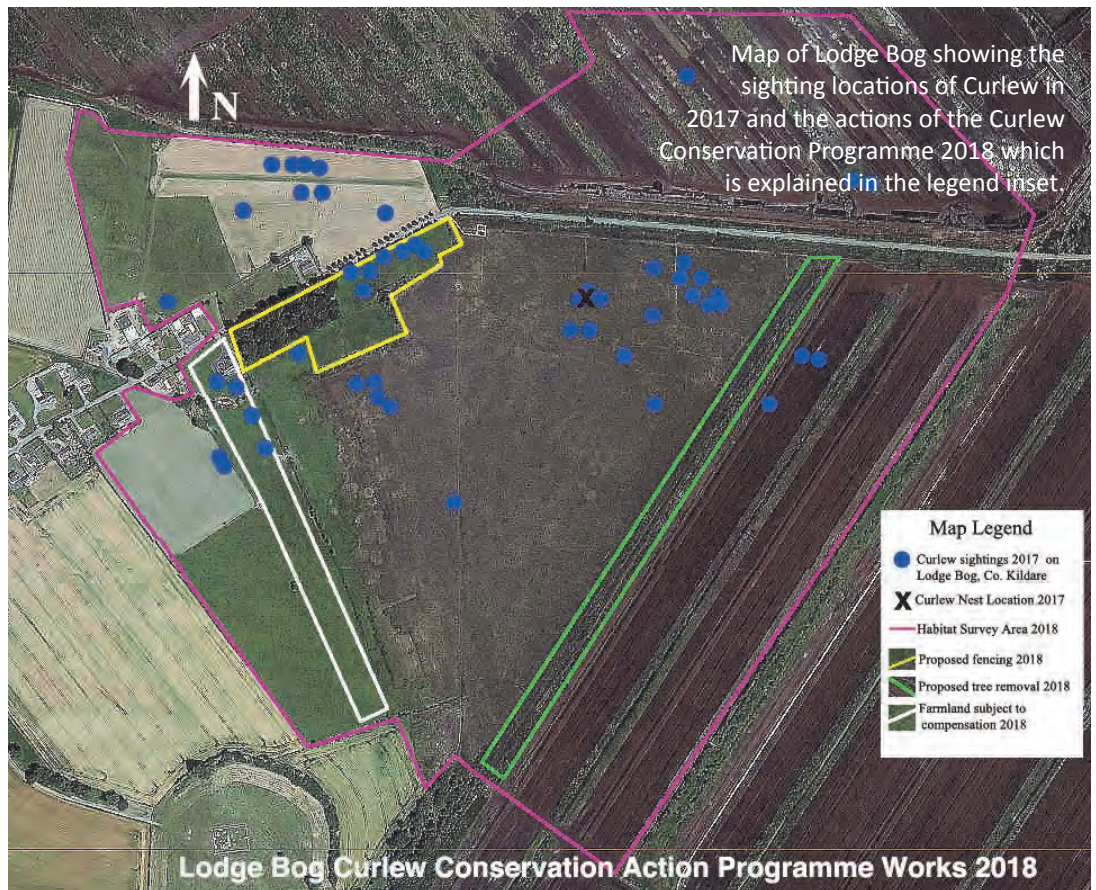 Map of Lodge Bog showing the
sighting locations of Curlew in
2017 and the actions of the Curlew
Conservation Programme 2018 which
is explained in the legend inset.
N
Map Legend
Curlew sightings 2017 on
Lodge Bog, Co. Kildare
X Curlew Nest Location 2017
Habitat Survey Area 2018
Proposed fencing 2018
Proposed tree removal 2018
Farmland subject to
compensation 2018
Lodge Bog Curlew Conservation Action Programme Works 2018